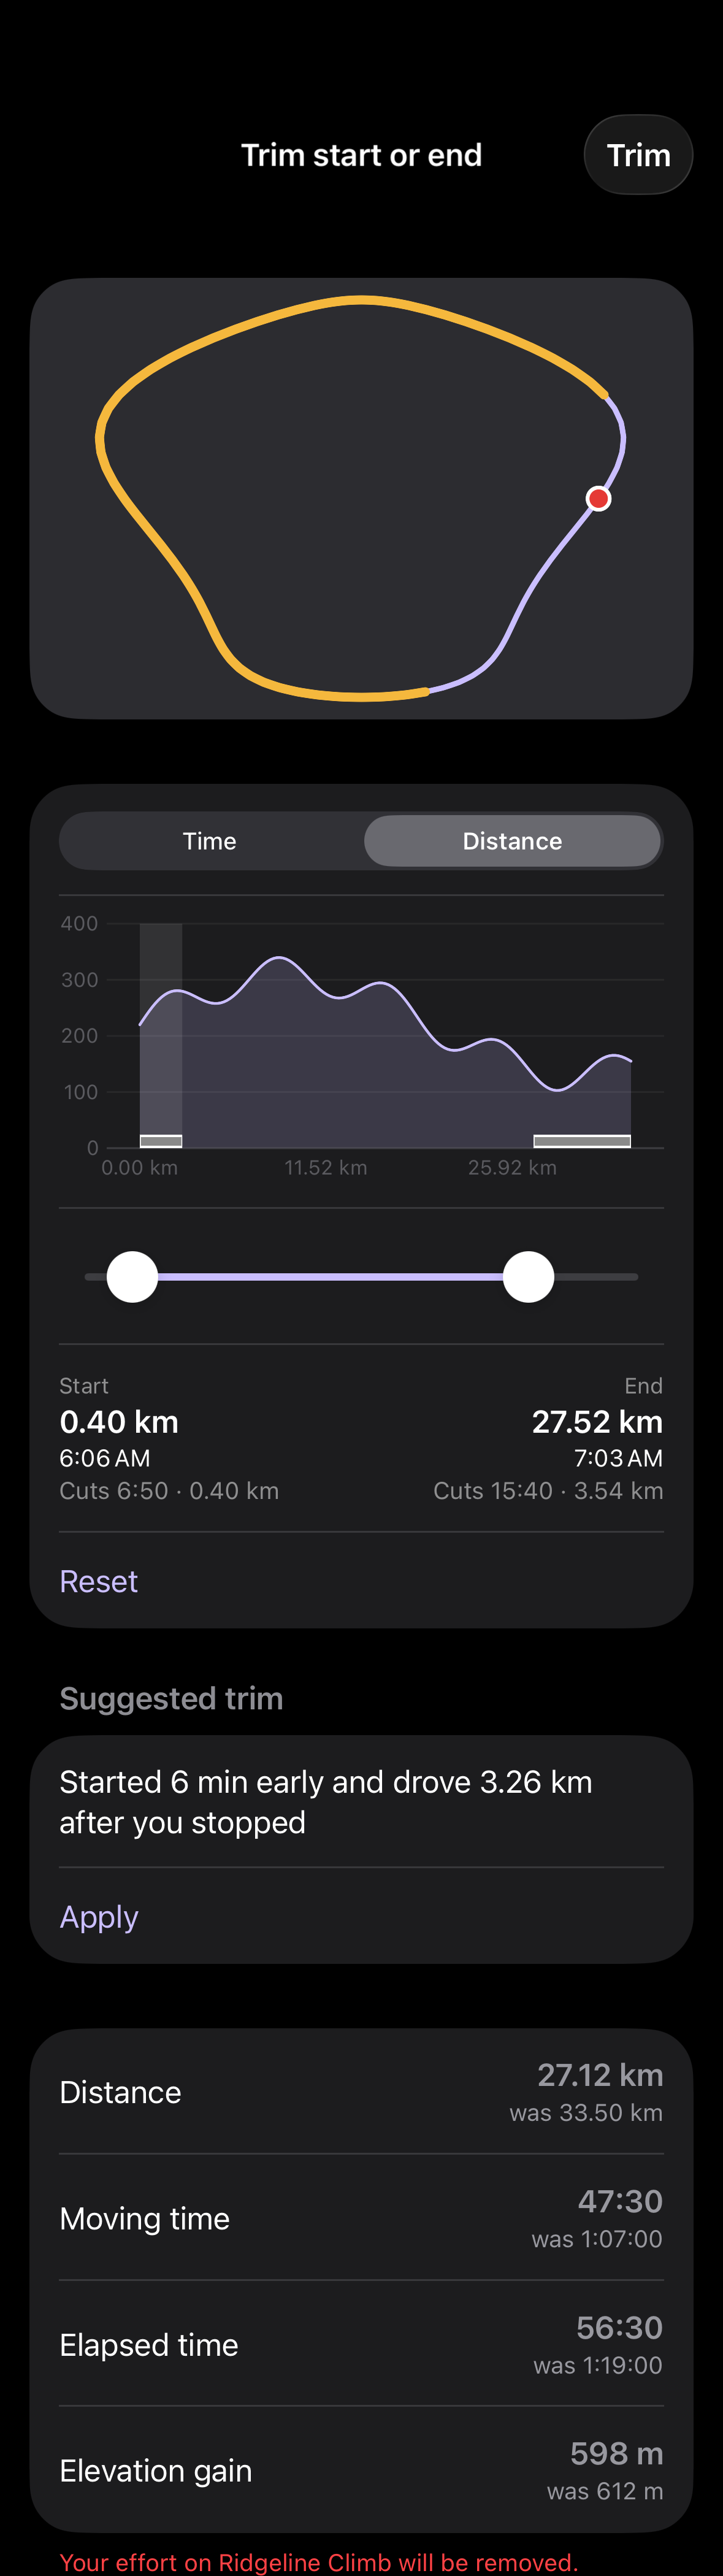 Trim start or end
Trim
Time
Distance
400
300
200
100
0
0.00 km
11.52 km
25.92 km
Start
End
0.40 km
27.52 km
6:06 AM
7:03 AM
Cuts 6:50 · 0.40 km
Cuts 15:40 · 3.54 km
Reset
Suggested trim
Started 6 min early and drove 3.26 km
after you stopped
Apply
Distance
27.12 km
was 33.50 km
Moving time
47:30
was 1:07:00
Elapsed time
56:30
was 1:19:00
Elevation gain
598 m
was 612 m
Your effort on Ridgeline Climb will be removed.